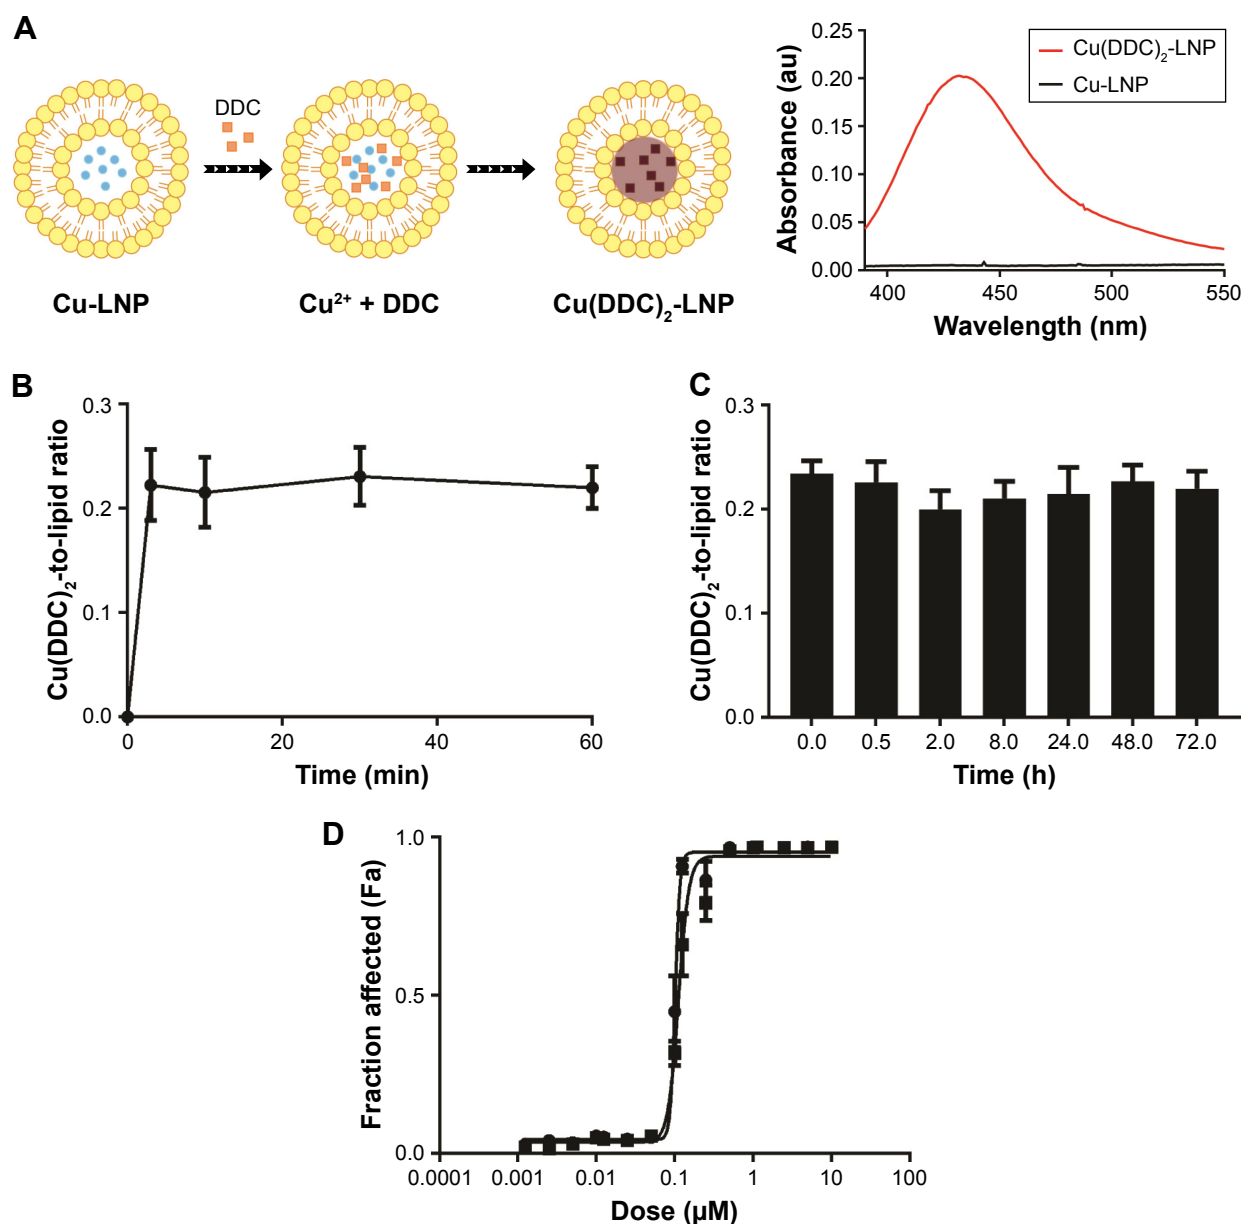 A
DDC
Cu-LNP
Cu²⁺ + DDC
Cu(DDC)₂-LNP
Absorbance (au)
0.20
0.15
0.10
0.05
0.00
400
450
500
550
Wavelength (nm)
Cu(DDC)₂-LNP
Cu-LNP
B
Cu(DDC)₂-to-lipid ratio
0.3
0.2
0.1
0.0
0
20
40
60
Time (min)
C
Cu(DDC)₂-to-lipid ratio
0.3
0.2
0.1
0.0
0.0
0.5
2.0
8.0
24.0
48.0
72.0
Time (h)
D
Fraction affected (Fa)
1.0
0.5
0.0
0.0001
0.001
0.01
0.1
1
10
100
Dose (µM)